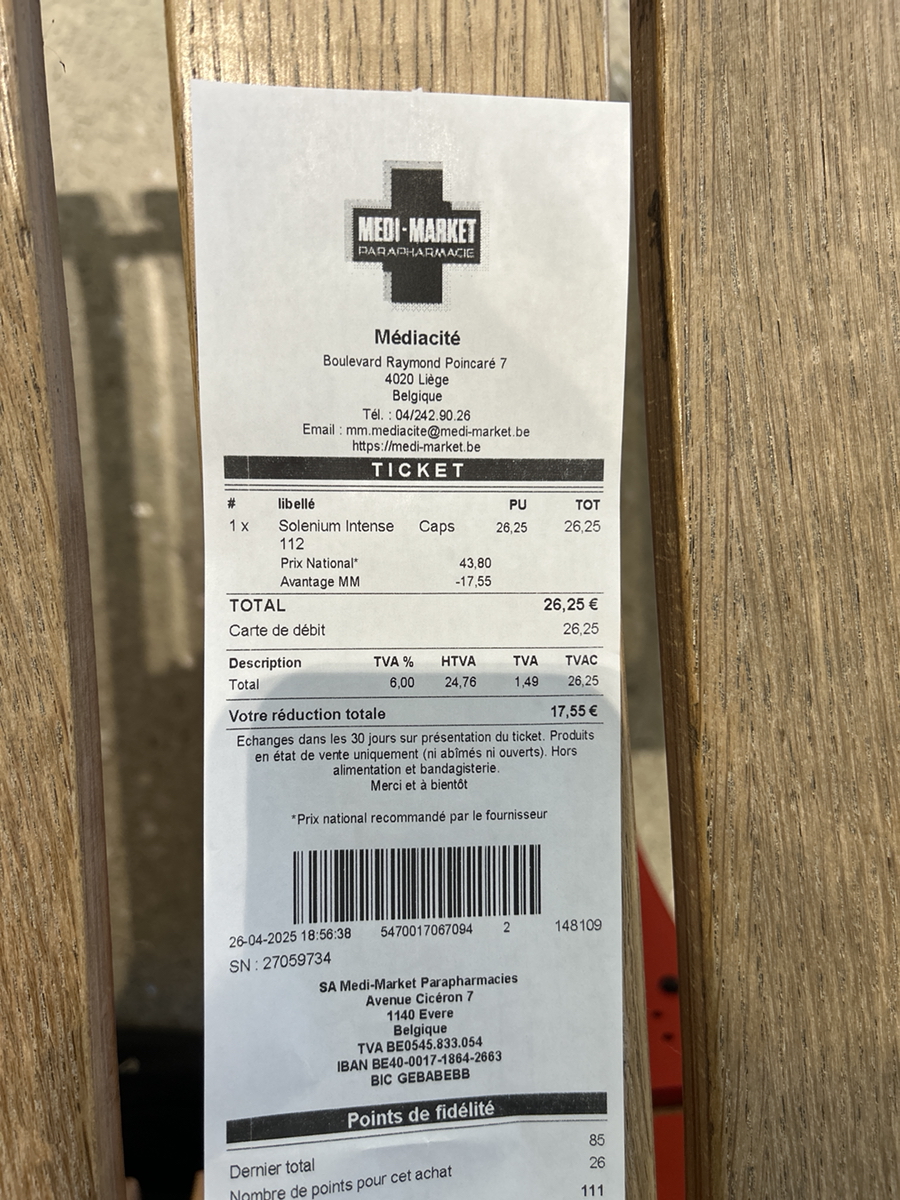 MEDI-MARKET
PARAPHARMACIE
Médiacité
Boulevard Raymond Poincaré 7
4020 Liège
Belgique
Tél. : 04/242.90.26
Email : mm.mediacite@medi-market.be
https://medi-market.be
TICKET
# libellé PU TOT
1 x Solenium Intense Caps 26,25 26,25
112
Prix National* 43,80
Avantage MM -17,55
TOTAL 26,25 €
Carte de débit 26,25
Description TVA % HTVA TVA TVAC
Total 6,00 24,76 1,49 26,25
Votre réduction totale 17,55 €
Echanges dans les 30 jours sur présentation du ticket. Produits
en état de vente uniquement (ni abîmés ni ouverts). Hors
alimentation et bandagisterie.
Merci et à bientôt
*Prix national recommandé par le fournisseur
26-04-2025 18:56:38 5470017067094 2 148109
SN : 27059734
SA Medi-Market Parapharmacies
Avenue Cicéron 7
1140 Evere
Belgique
TVA BE0545.833.054
IBAN BE40-0017-1864-2663
BIC GEBABEBB
Points de fidélité
Dernier total 85
Nombre de points pour cet achat 26
111